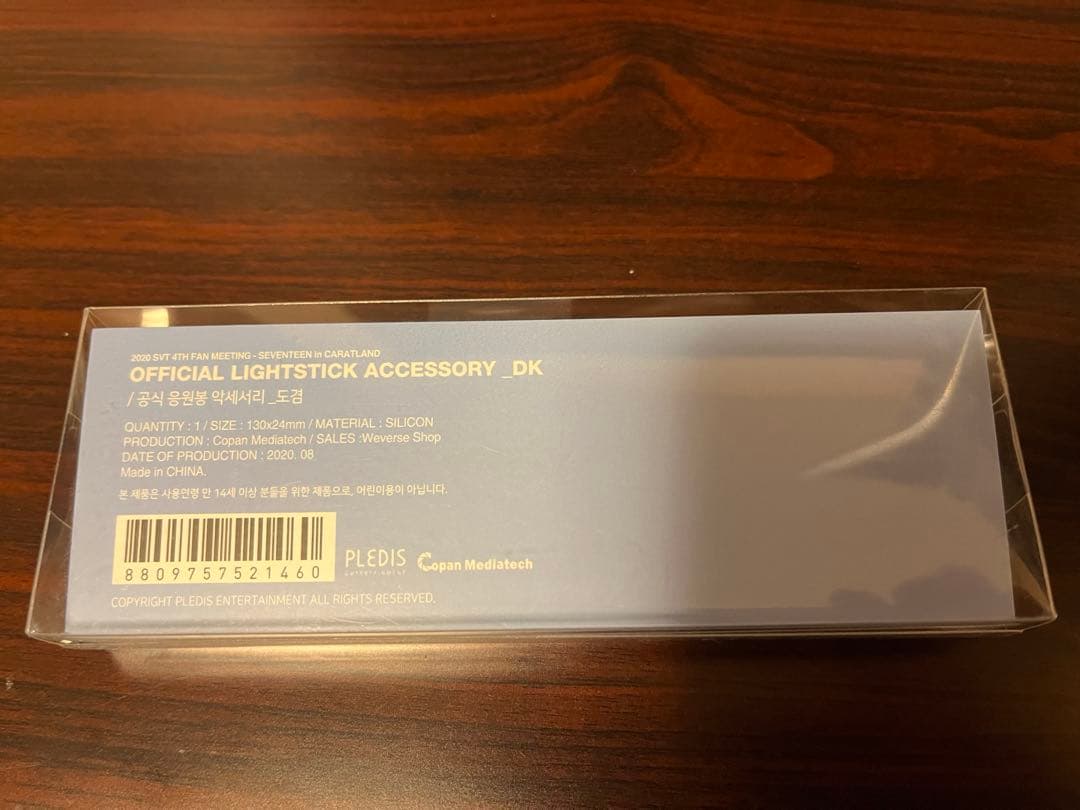 2020 SVT 4TH FAN MEETING - SEVENTEEN in CARATLAND
OFFICIAL LIGHTSTICK ACCESSORY _DK
/ 공식 응원봉 악세서리 _도겸
QUANTITY : 1 / SIZE : 130x24mm / MATERIAL : SILICON
PRODUCTION : Copan Mediatech / SALES :Weverse Shop
DATE OF PRODUCTION : 2020. 08
Made in CHINA.
본 제품은 사용연령 만 14세 이상 분들을 위한 제품으로, 어린이용이 아닙니다.
8809757521460
PLEDIS
ENTERTAINMENT
Copan Mediatech
COPYRIGHT PLEDIS ENTERTAINMENT ALL RIGHTS RESERVED.